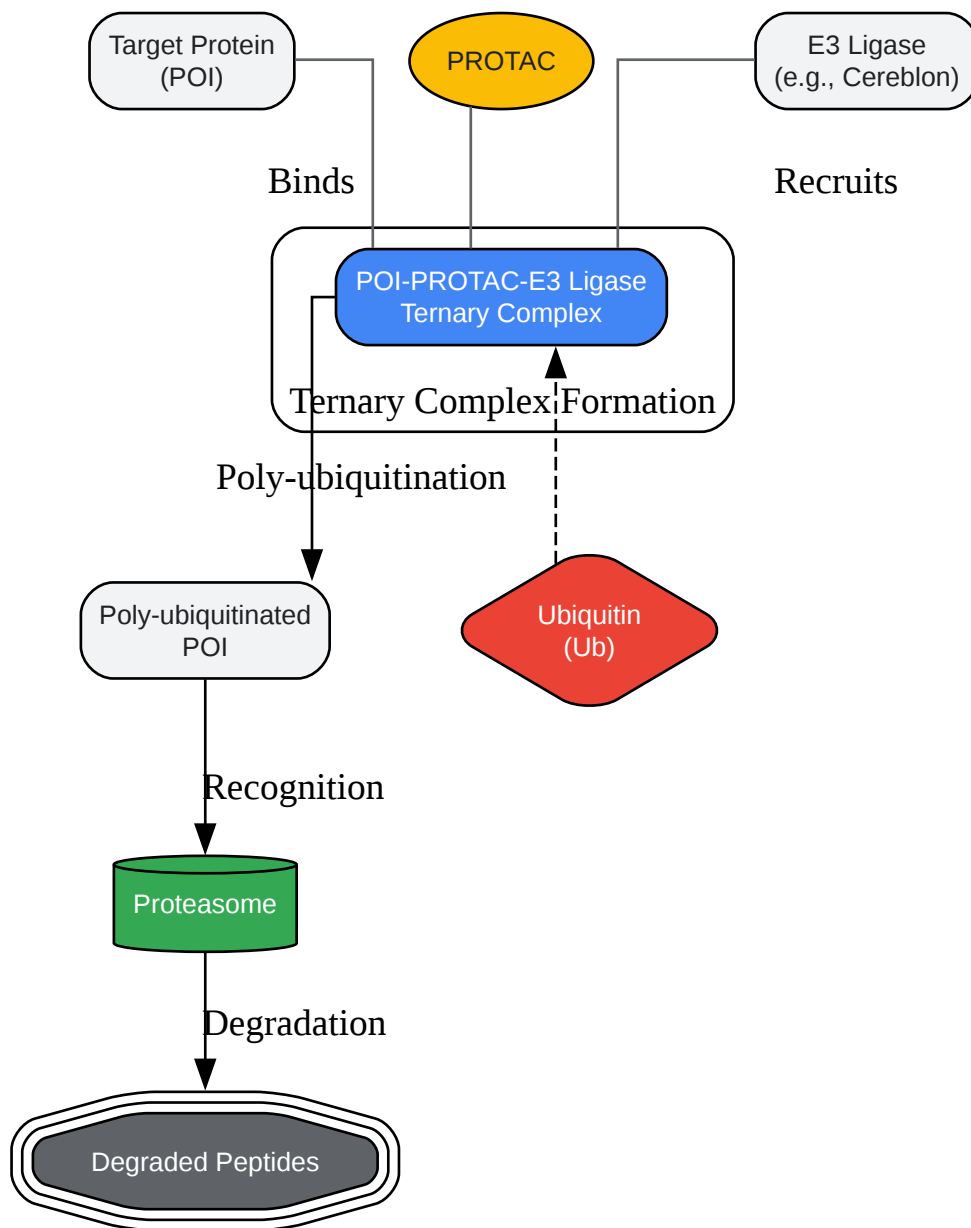 Target Protein
(POI)
PROTAC
E3 Ligase
(e.g., Cereblon)
Binds
Recruits
POI-PROTAC-E3 Ligase
Ternary Complex
Ternary Complex Formation
Poly-ubiquitination
Poly-ubiquitinated
POI
Ubiquitin
(Ub)
Recognition
Proteasome
Degradation
Degraded Peptides